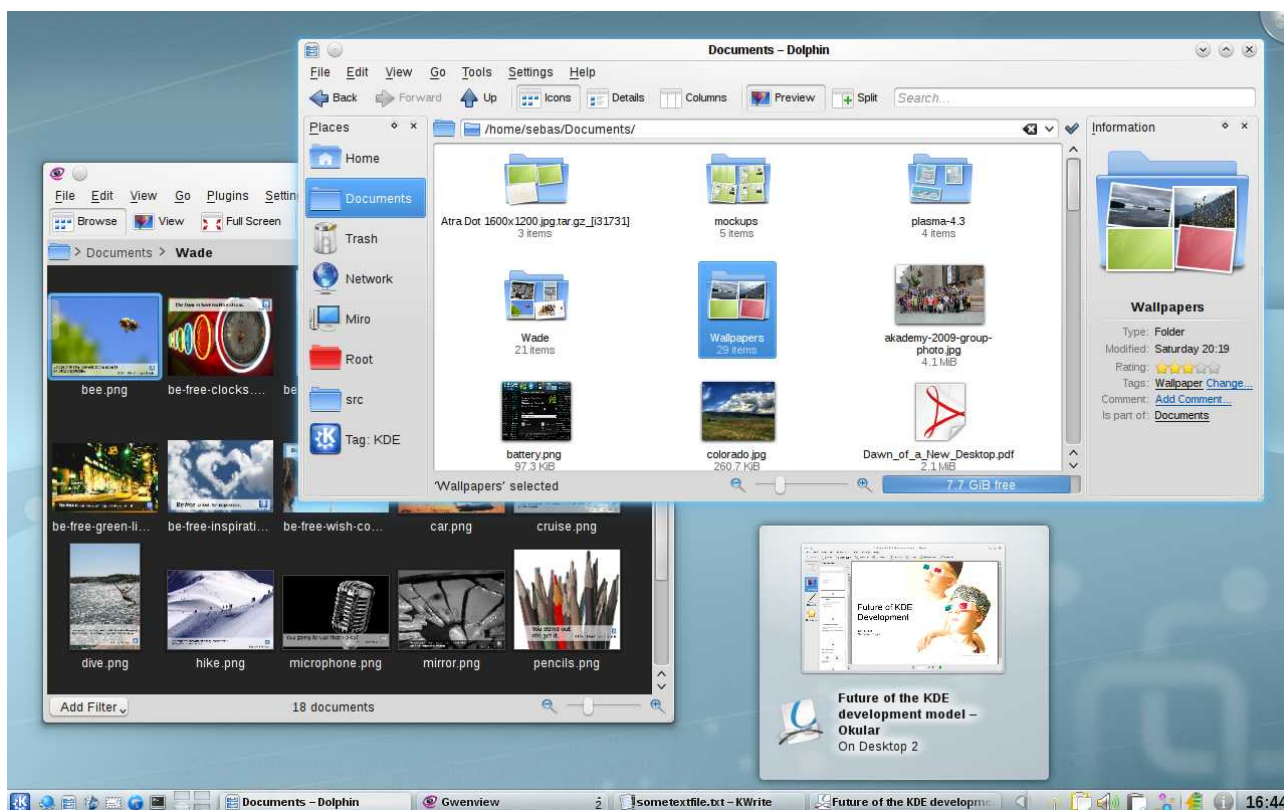 Documents – Dolphin
File Edit View Go Tools Settings Help
Back Forward Up Icons Details Columns Preview Split Search...
Places
/home/sebas/Documents/
Information
Home
Documents
Trash
Network
Miro
Root
src
Tag: KDE
Atra Dot 1600x1200.jpg.tar.gz_[i31731]
3 items
mockups
5 items
plasma-4.3
4 items
Wade
21 items
Wallpapers
29 items
akademy-2009-group-
photo.jpg
4.1 MiB
battery.png
97.3 KiB
colorado.jpg
260.7 KiB
Dawn_of_a_New_Desktop.pdf
2.1 MiB
'Wallpapers' selected
7.7 GiB free
Wallpapers
Type: Folder
Modified: Saturday 20:19
Rating:
Tags: Wallpaper Change...
Comment: Add Comment...
Is part of: Documents
File Edit View Go Plugins Settin
Browse View Full Screen
> Documents > Wade
bee.png
be-free-clocks....
be
be-free-green-li...
be-free-inspirati...
be-free-wish-co...
car.png
cruise.png
dive.png
hike.png
microphone.png
mirror.png
pencils.png
Add Filter
18 documents
Future of KDE
Development
Future of the KDE
development model –
Okular
On Desktop 2
Documents – Dolphin
Gwenview
2
sometextfile.txt – KWrite
Future of the KDE developme
16:44